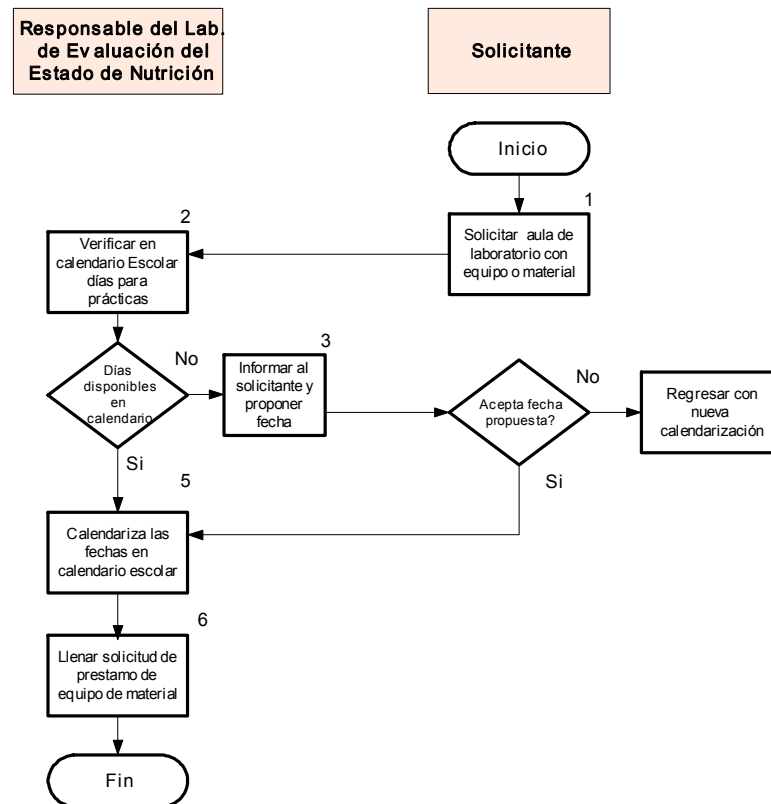 Responsable del Lab.
de Evaluación del
Estado de Nutrición
Solicitante
Inicio
1
Solicitar aula de
laboratorio con
equipo o material
2
Verificar en
calendario Escolar
días para
prácticas
Días
disponibles
en
calendario
No
Si
3
Informar al
solicitante y
proponer
fecha
Acepta fecha
propuesta?
No
Si
Regresar con
nueva
calendarización
5
Calendariza las
fechas en
calendario escolar
6
Llenar solicitud de
prestamo de
equipo de material
Fin